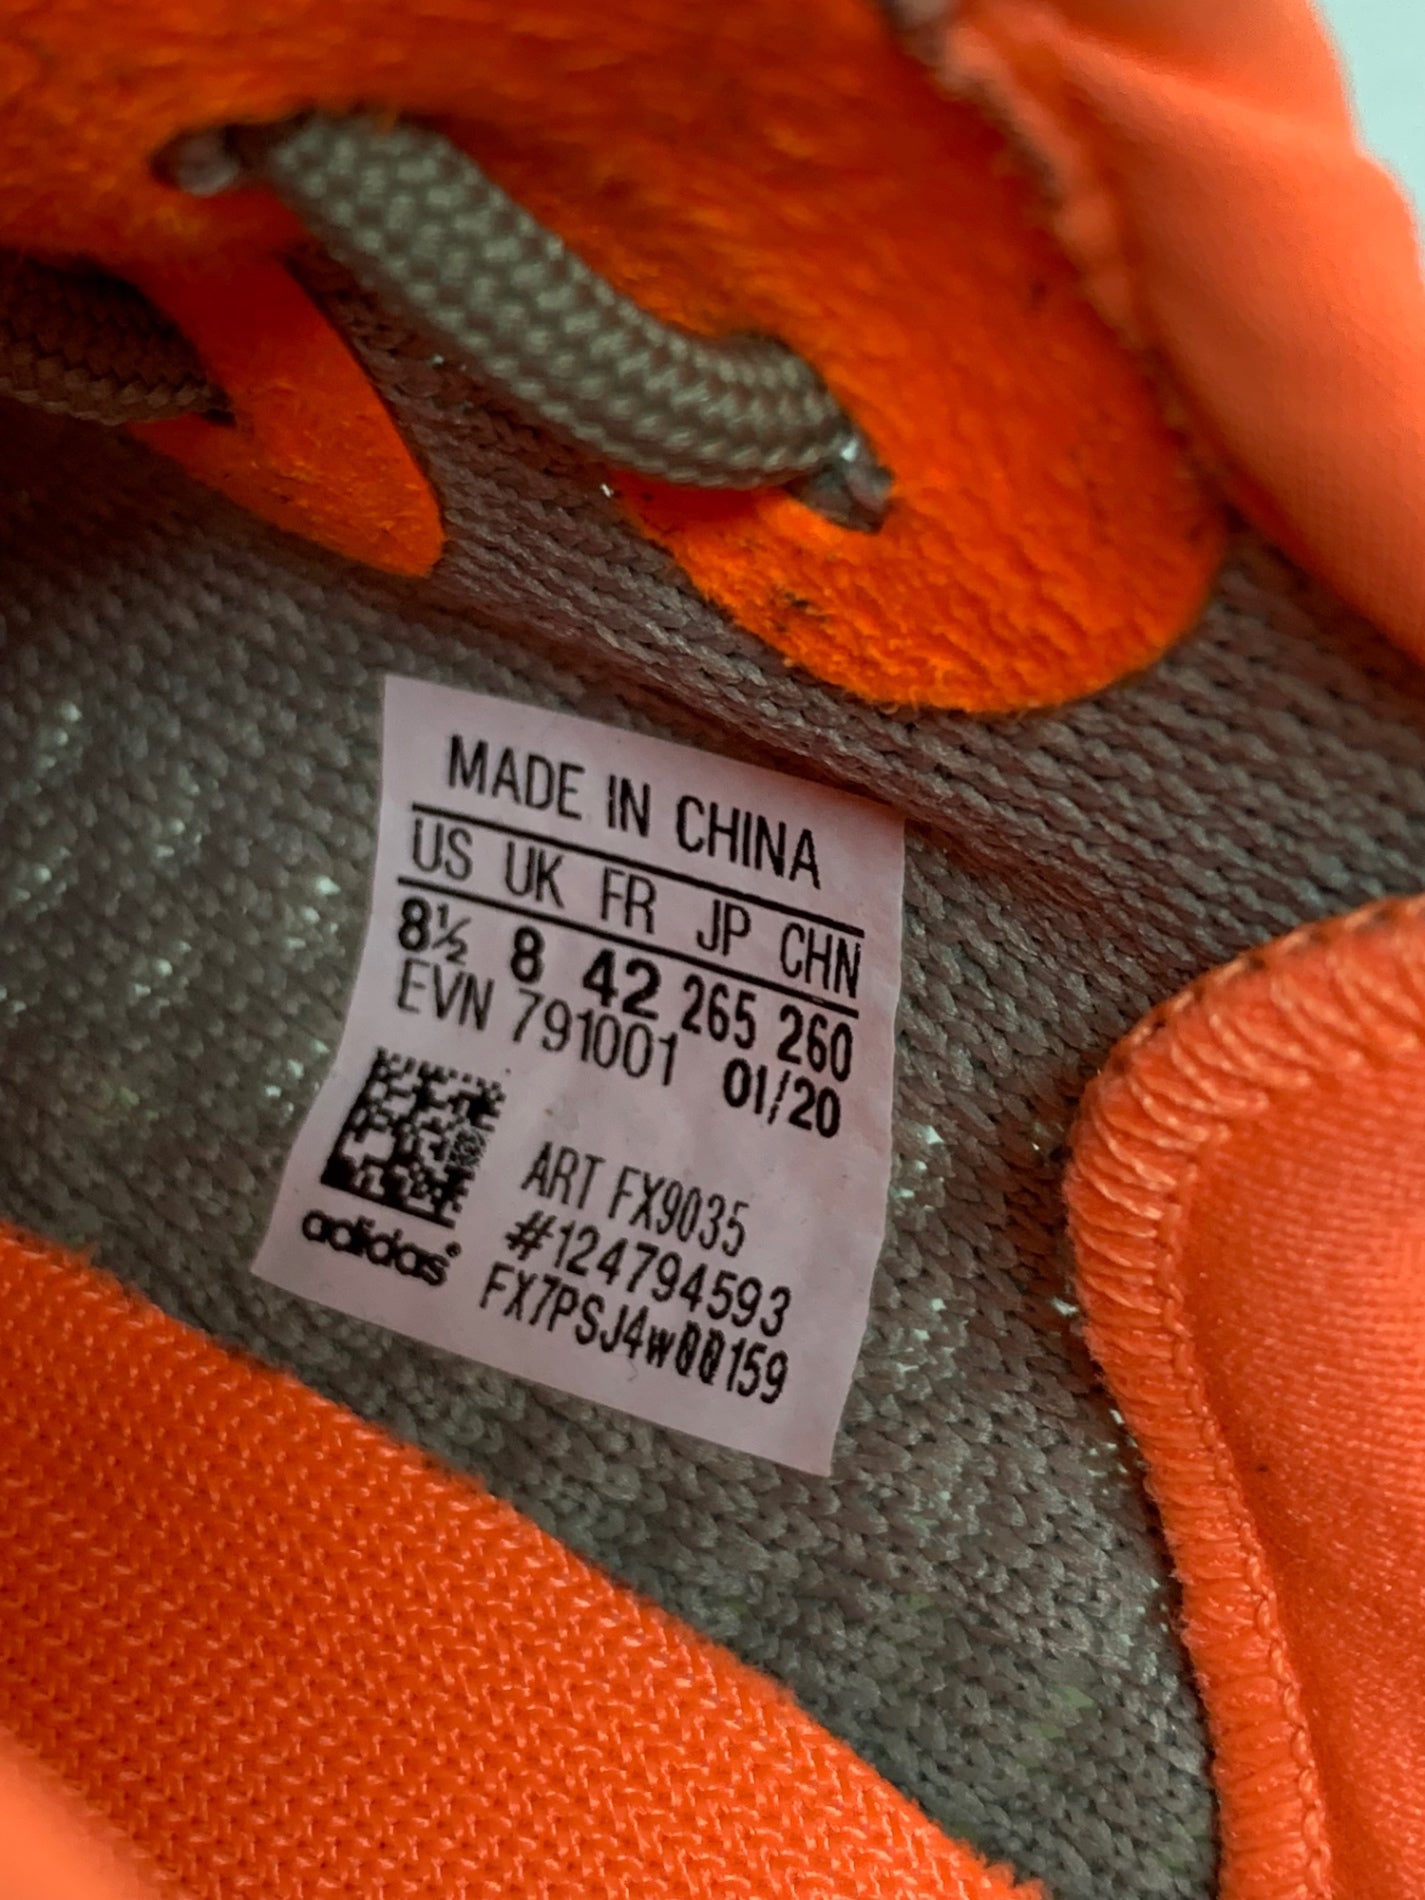 MADE IN CHINA
US UK FR JP CHN
8½ 8 42 265 260
EVN 791001 01/20
ART FX9035
#124794593
FX7PSJ4W00159
adidas®